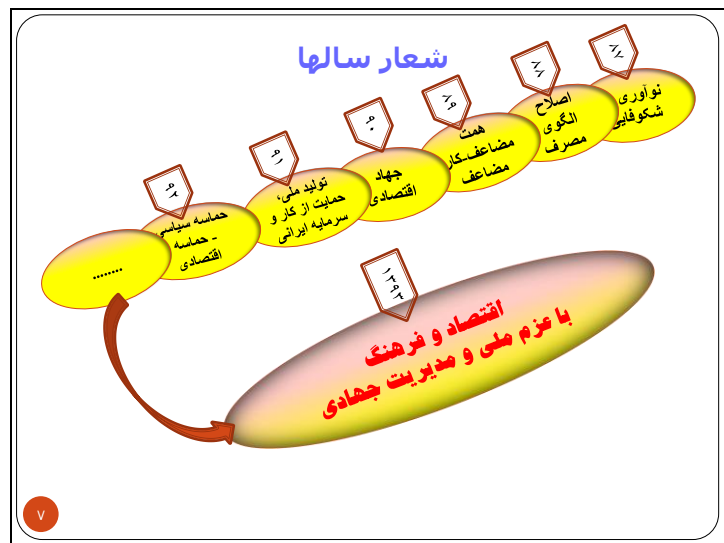 شعار سالها
۸۷
نوآوری
شکوفایی
۸۸
اصلاح
الگوی
مصرف
۸۹
همت
مضاعف-کار
مضاعف
۹۰
جهاد
اقتصادی
۹۱
تولید ملی،
حمایت از کار و
سرمایه ایرانی
۹۲
حماسه سیاسی
- حماسه
اقتصادی
........
۱۳۹۳
اقتصاد و فرهنگ
با عزم ملی و مدیریت جهادی
۷